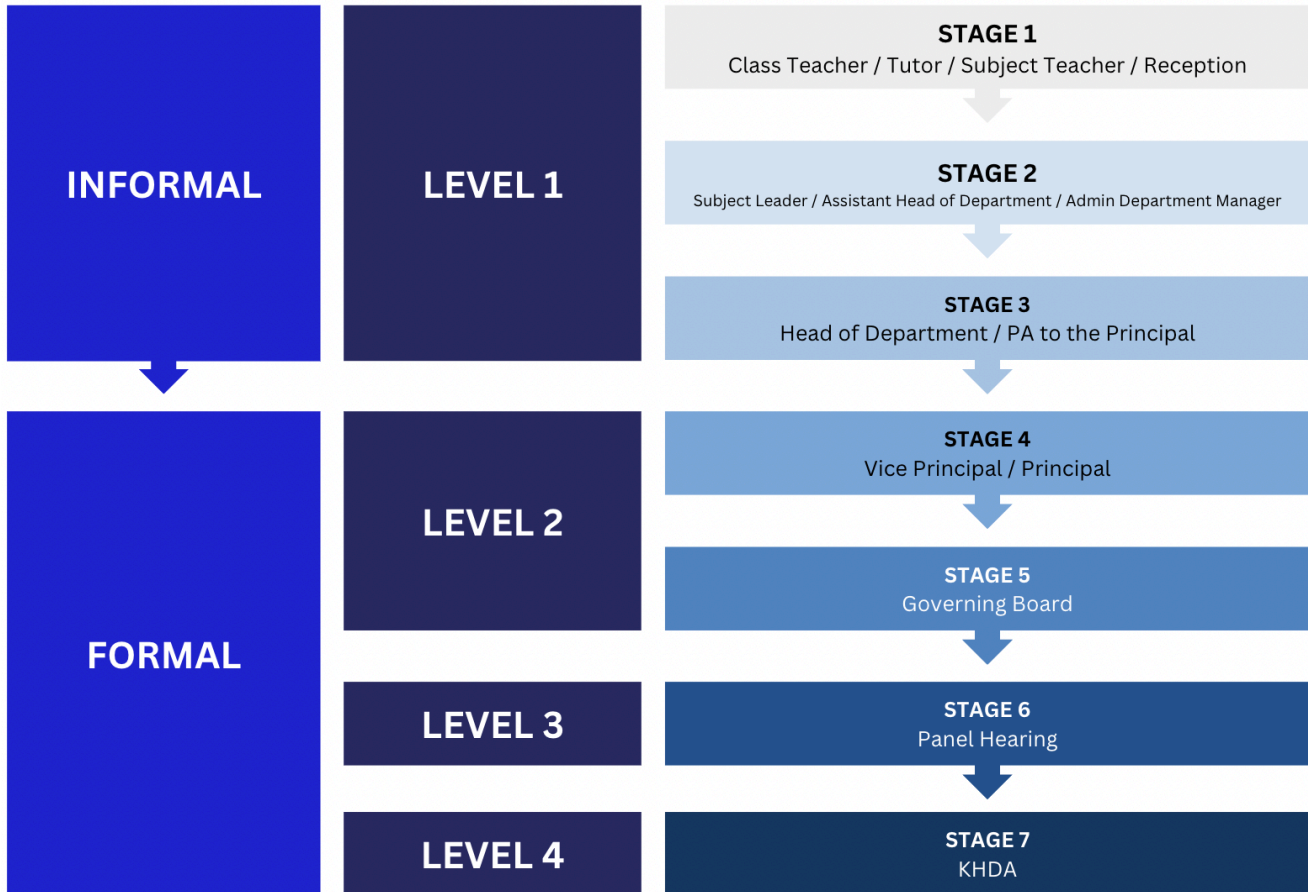 INFORMAL
LEVEL 1
STAGE 1
Class Teacher / Tutor / Subject Teacher / Reception
STAGE 2
Subject Leader / Assistant Head of Department / Admin Department Manager
STAGE 3
Head of Department / PA to the Principal
FORMAL
LEVEL 2
STAGE 4
Vice Principal / Principal
STAGE 5
Governing Board
LEVEL 3
STAGE 6
Panel Hearing
LEVEL 4
STAGE 7
KHDA